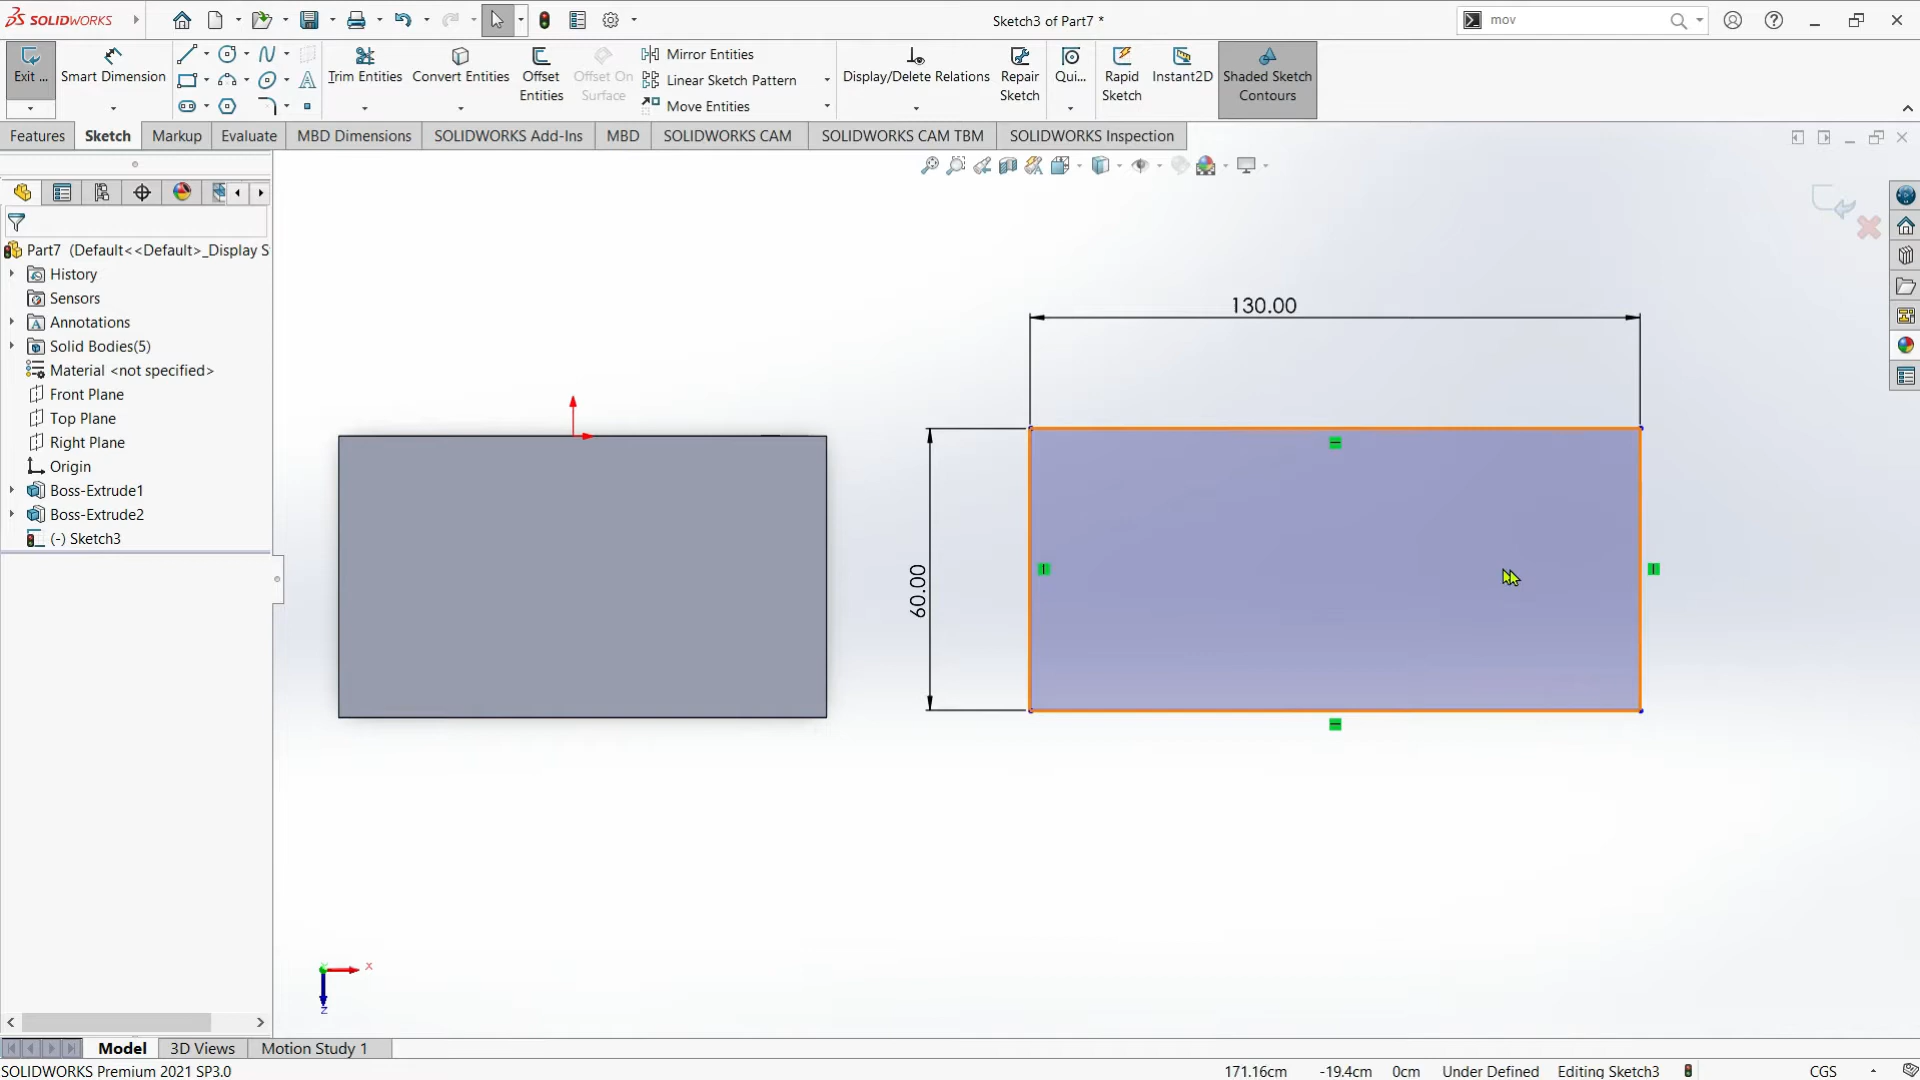 SOLIDWORKS
Sketch3 of Part7 *
mov
Exit ...
Smart Dimension
Trim Entities
Convert Entities
Offset
Entities
Offset On
Surface
Mirror Entities
Linear Sketch Pattern
Move Entities
Display/Delete Relations
Repair
Sketch
Qui...
Rapid
Sketch
Instant2D
Shaded Sketch
Contours
Features
Sketch
Markup
Evaluate
MBD Dimensions
SOLIDWORKS Add-Ins
MBD
SOLIDWORKS CAM
SOLIDWORKS CAM TBM
SOLIDWORKS Inspection
Part7 (Default<<Default>_Display S
History
Sensors
Annotations
Solid Bodies(5)
Material <not specified>
Front Plane
Top Plane
Right Plane
Origin
Boss-Extrude1
Boss-Extrude2
(-) Sketch3
130.00
60.00
X
Z
Model
3D Views
Motion Study 1
SOLIDWORKS Premium 2021 SP3.0
171.16cm
-19.4cm
0cm
Under Defined
Editing Sketch3
CGS